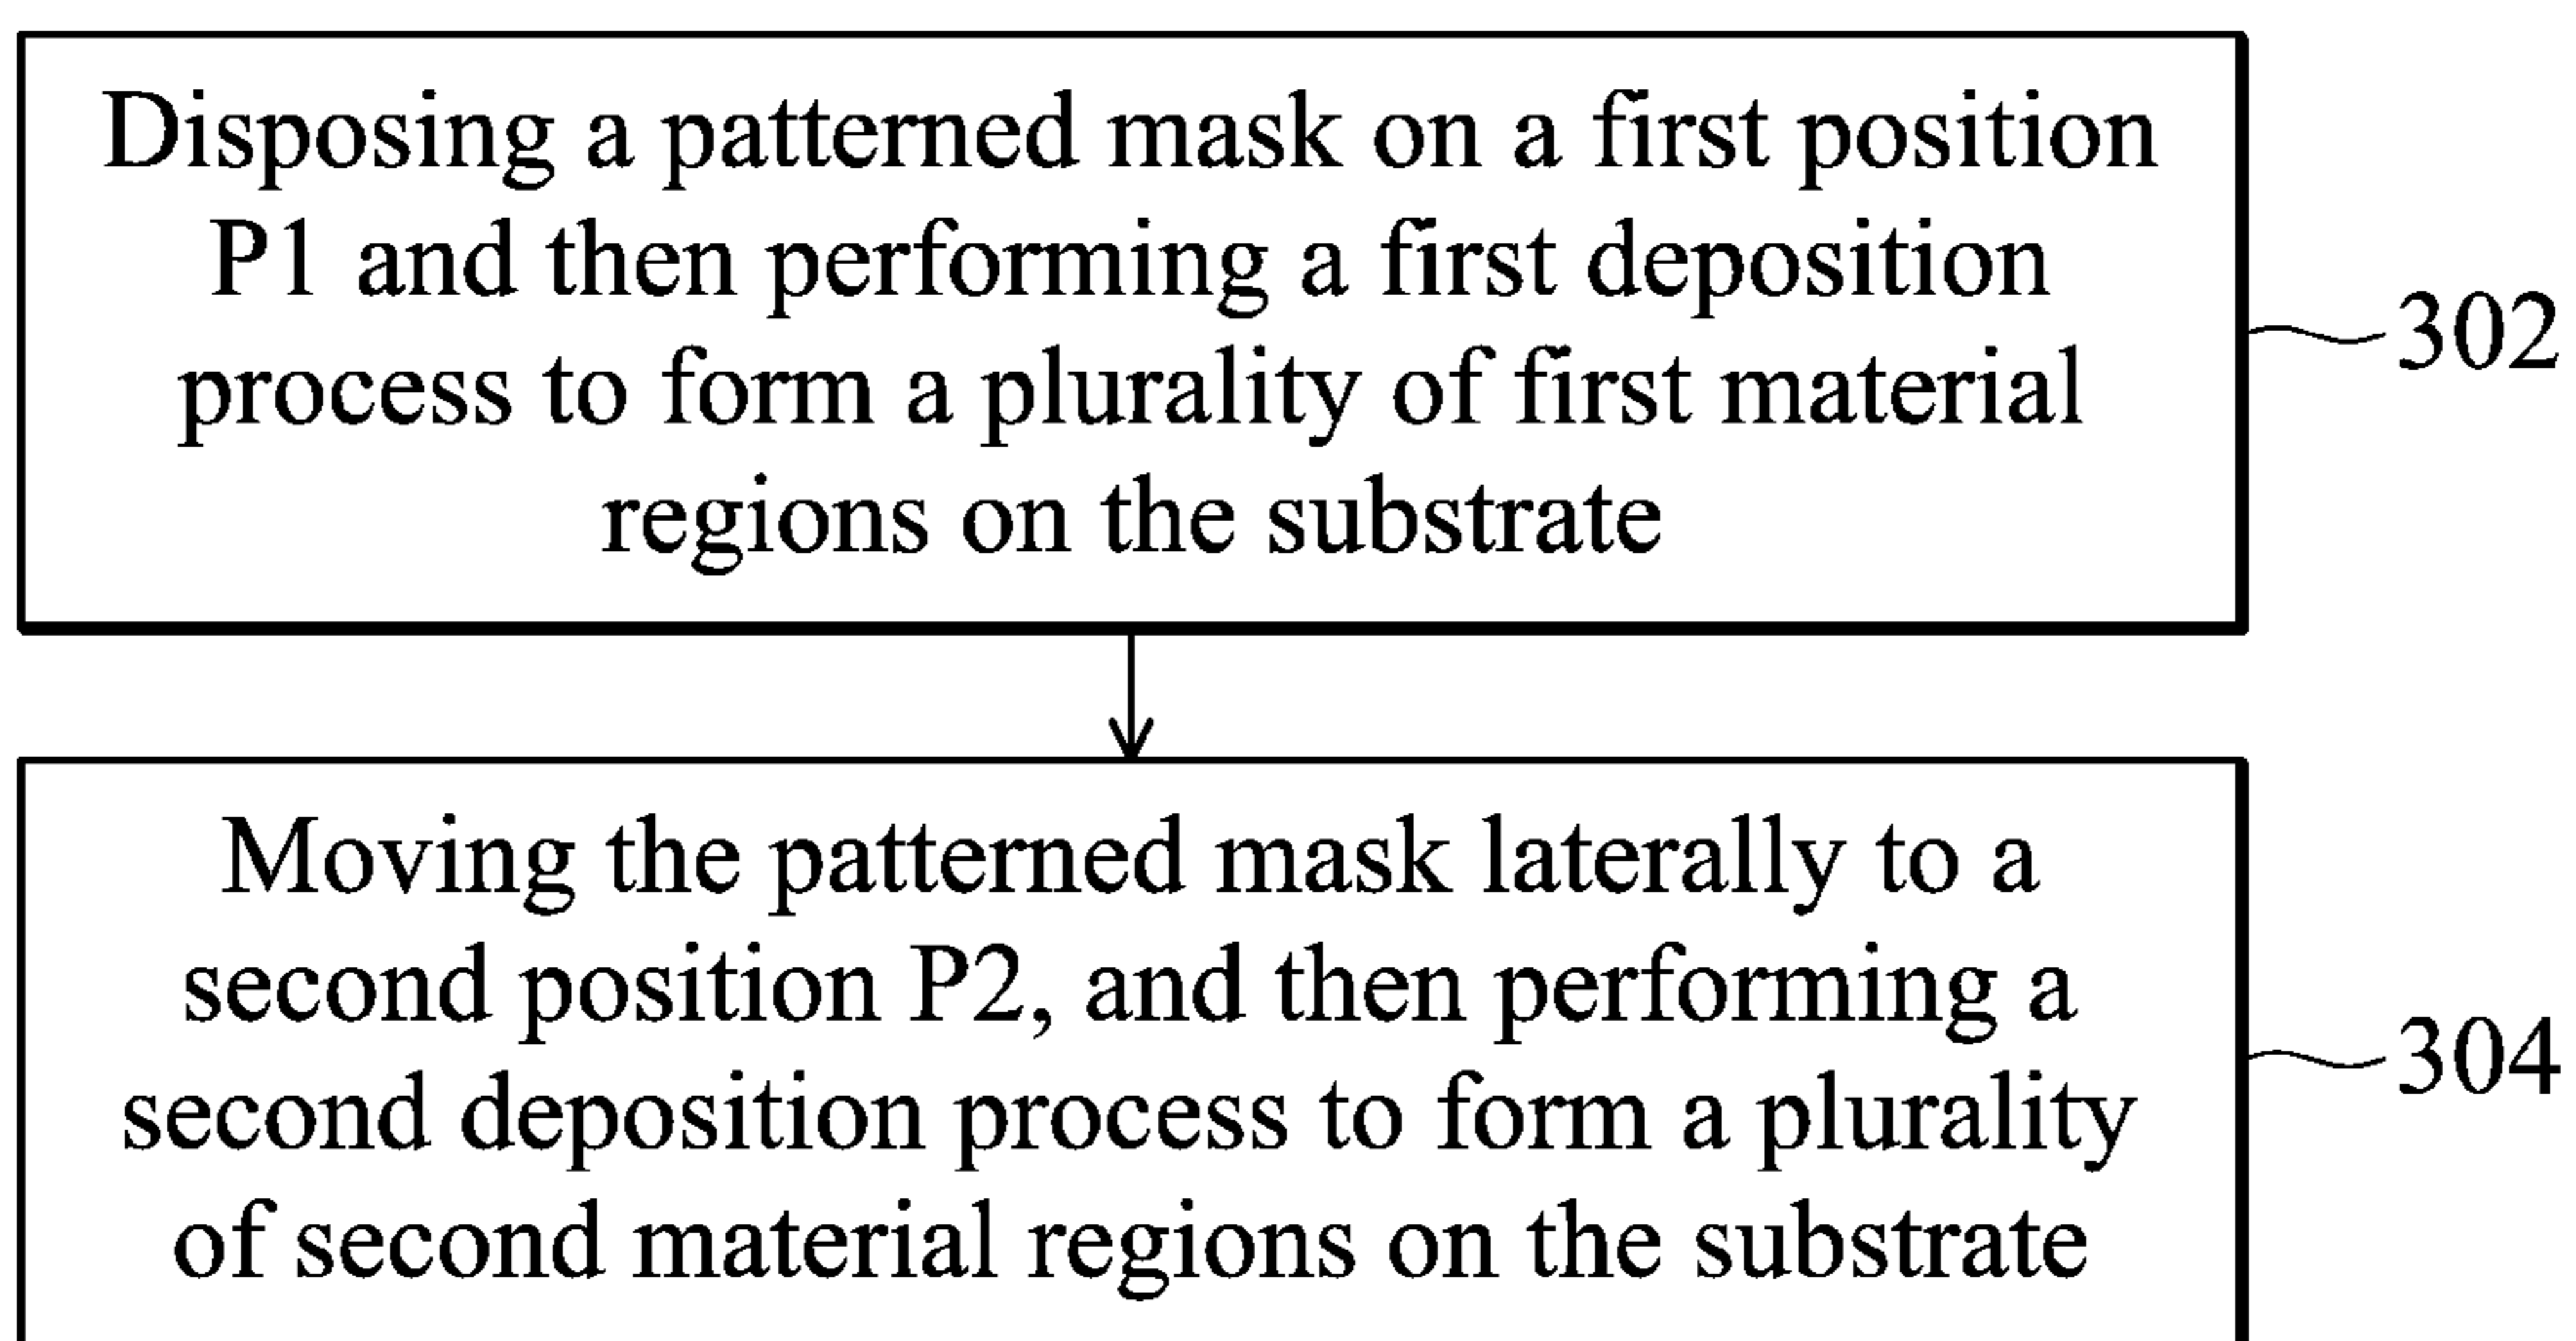 Disposing a patterned mask on a first position
P1 and then performing a first deposition
process to form a plurality of first material
regions on the substrate
302
Moving the patterned mask laterally to a
second position P2, and then performing a
second deposition process to form a plurality
of second material regions on the substrate
304